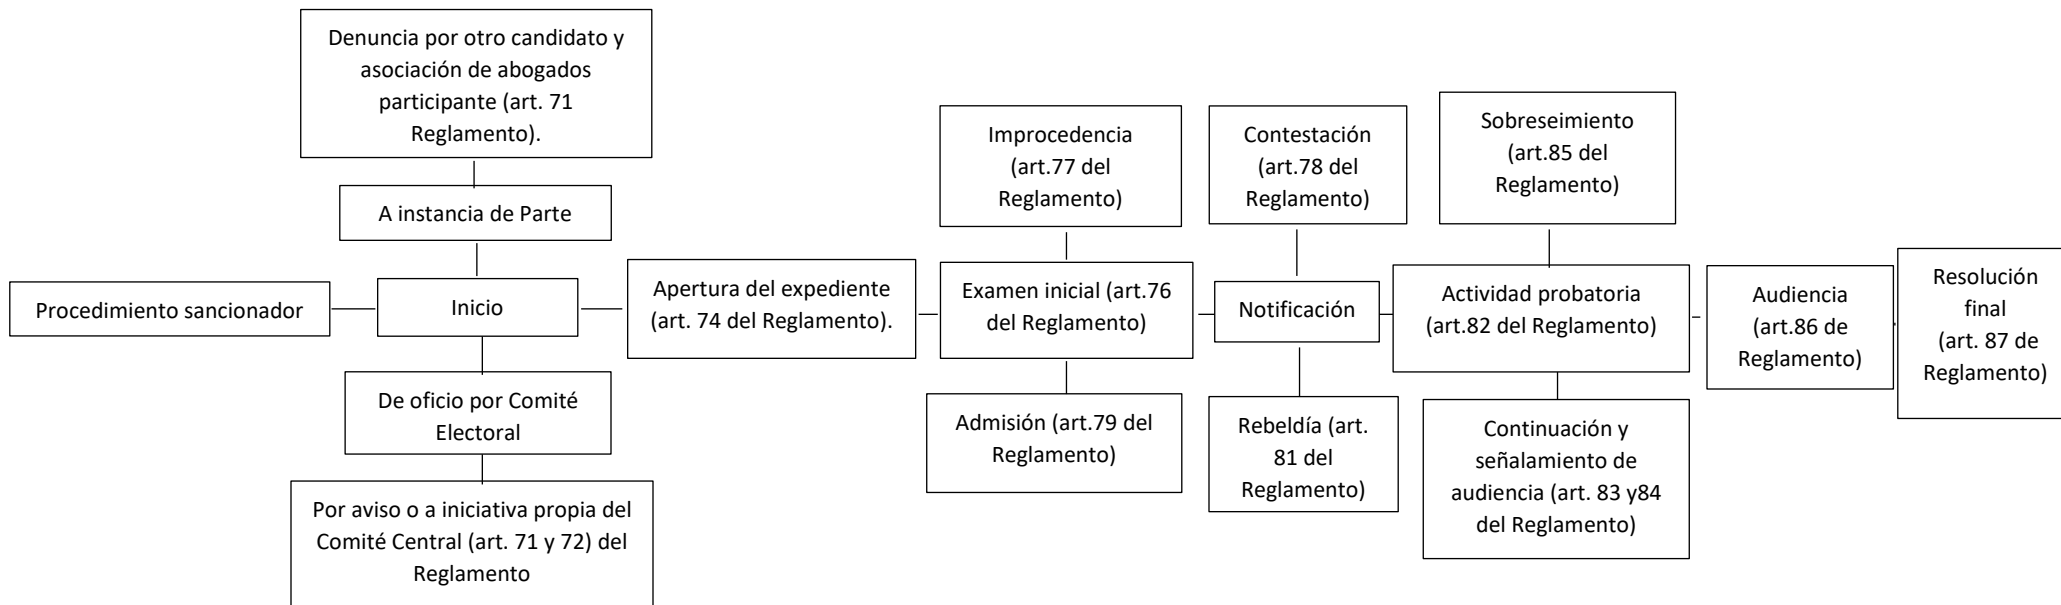 Denuncia por otro candidato y
asociación de abogados
participante (art. 71
Reglamento).
A instancia de Parte
Procedimiento sancionador
Inicio
De oficio por Comité
Electoral
Por aviso o a iniciativa propia del
Comité Central (art. 71 y 72) del
Reglamento
Apertura del expediente
(art. 74 del Reglamento).
Improcedencia
(art.77 del
Reglamento)
Examen inicial (art.76
del Reglamento)
Admisión (art.79 del
Reglamento)
Contestación
(art.78 del
Reglamento)
Notificación
Rebeldía (art.
81 del
Reglamento)
Sobreseimiento
(art.85 del
Reglamento)
Actividad probatoria
(art.82 del Reglamento)
Continuación y
señalamiento de
audiencia (art. 83 y84
del Reglamento)
Audiencia
(art.86 de
Reglamento)
Resolución
final
(art. 87 de
Reglamento)